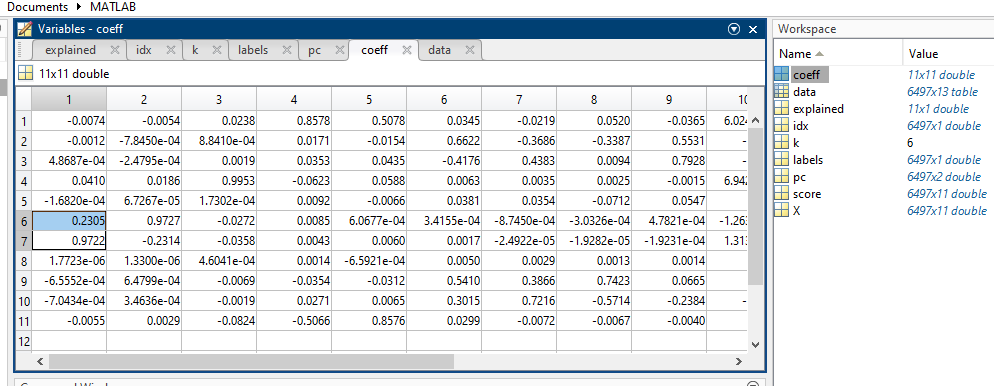 Documents MATLAB
Variables - coeff
explained idx k labels pc coeff data
11x11 double
1 2 3 4 5 6 7 8 9 10
1 -0.0074 -0.0054 0.0238 0.8578 0.5078 0.0345 -0.0219 0.0520 -0.0365 6.024
2 -0.0012 -7.8450e-04 8.8410e-04 0.0171 -0.0154 0.6622 -0.3686 -0.3387 0.5531 -
3 4.8687e-04 -2.4795e-04 0.0019 0.0353 0.0435 -0.4176 0.4383 0.0094 0.7928 -
4 0.0410 0.0186 0.9953 -0.0623 0.0588 0.0063 0.0035 0.0025 -0.0015 6.942
5 -1.6820e-04 6.7267e-05 1.7302e-04 0.0092 -0.0066 0.0381 0.0354 -0.0712 0.0547
6 0.2305 0.9727 -0.0272 0.0085 6.0677e-04 3.4155e-04 -8.7450e-04 -3.0326e-04 4.7821e-04 -1.263
7 0.9722 -0.2314 -0.0358 0.0043 0.0060 0.0017 -2.4922e-05 -1.9282e-05 -1.9231e-04 1.313
8 1.7723e-06 1.3300e-06 4.6041e-04 0.0014 -6.5921e-04 0.0050 0.0029 0.0013 0.0014
9 -6.5552e-04 6.4799e-04 -0.0069 -0.0354 -0.0312 0.5410 0.3866 0.7423 0.0665
10 -7.0434e-04 3.4636e-04 -0.0019 0.0271 0.0065 0.3015 0.7216 -0.5714 -0.2384 -
11 -0.0055 0.0029 -0.0824 -0.5066 0.8576 0.0299 -0.0072 -0.0067 -0.0040
12
Workspace
Name Value
coeff 11x11 double
data 6497x13 table
explained 11x1 double
idx 6497x1 double
k 6
labels 6497x1 double
pc 6497x2 double
score 6497x11 double
X 6497x11 double